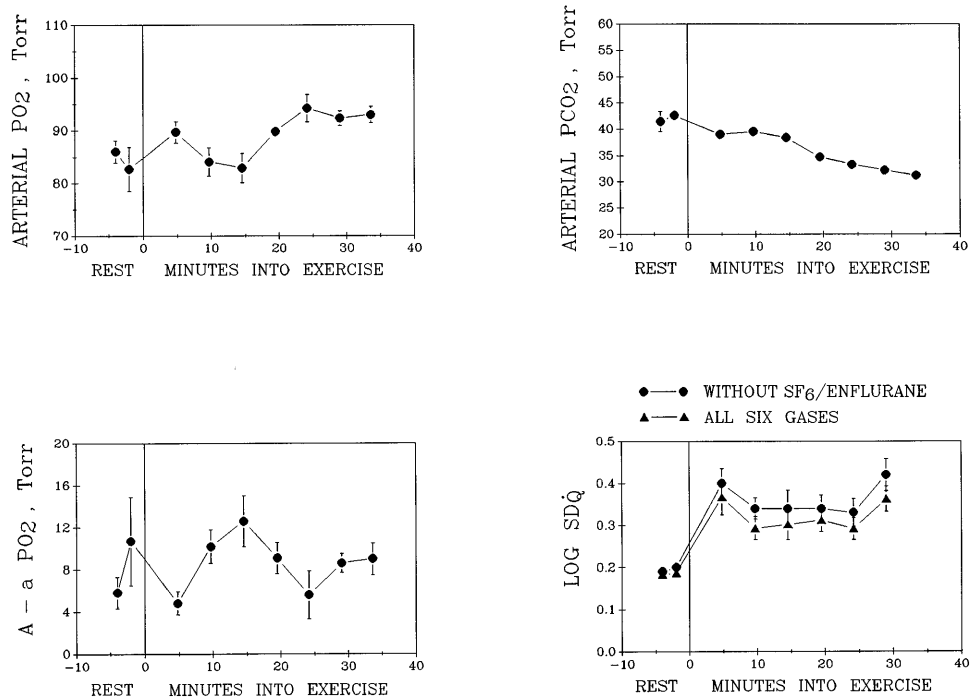 ARTERIAL PO2, Torr
110
100
90
80
70
-10 0 10 20 30 40
REST MINUTES INTO EXERCISE
ARTERIAL PCO2, Torr
60
55
50
45
40
35
30
25
20
-10 0 10 20 30 40
REST MINUTES INTO EXERCISE
A - a PO2, Torr
20
16
12
8
4
0
-10 0 10 20 30 40
REST MINUTES INTO EXERCISE
WITHOUT SF6/ENFLURANE
ALL SIX GASES
LOG SDQ̇
0.5
0.4
0.3
0.2
0.1
0.0
-10 0 10 20 30 40
REST MINUTES INTO EXERCISE